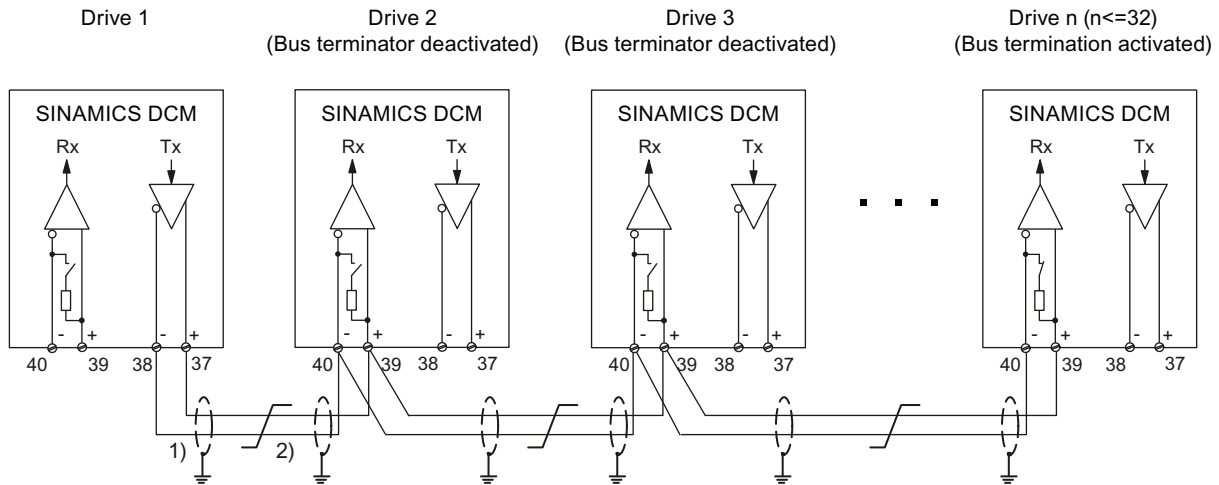 Drive 1
Drive 2
(Bus terminator deactivated)
Drive 3
(Bus terminator deactivated)
Drive n (n<=32)
(Bus termination activated)
SINAMICS DCM
Rx
Tx
- +
- +
40
39
38
37
SINAMICS DCM
Rx
Tx
- +
- +
40
39
38
37
SINAMICS DCM
Rx
Tx
- +
- +
40
39
38
37
. . .
SINAMICS DCM
Rx
Tx
- +
- +
40
39
38
37
1)
2)